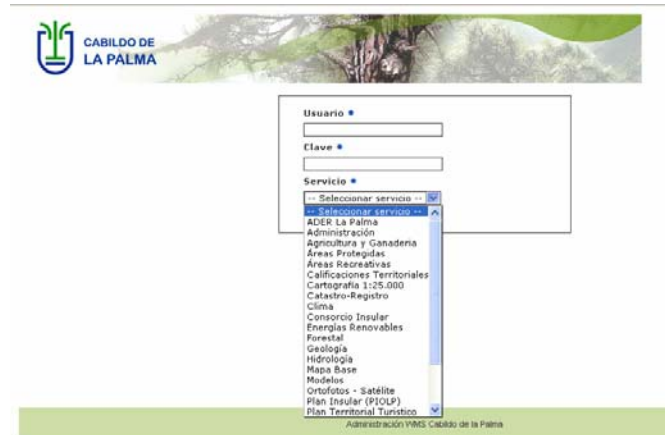 CABILDO DE
LA PALMA
Usuario
Clave
Servicio
-- Seleccionar servicio --
-- Seleccionar servicio --
ADER La Palma
Administración
Agricultura y Ganaderia
Áreas Protegidas
Áreas Recreativas
Calificaciones Territoriales
Cartografía 1:25.000
Catastro-Registro
Clima
Consorcio Insular
Energías Renovables
Forestal
Geología
Hidrología
Mapa Base
Modelos
Ortofotos - Satélite
Plan Insular (PIOLP)
Plan Territorial Turistico
Administración WMS Cabildo de la Palma